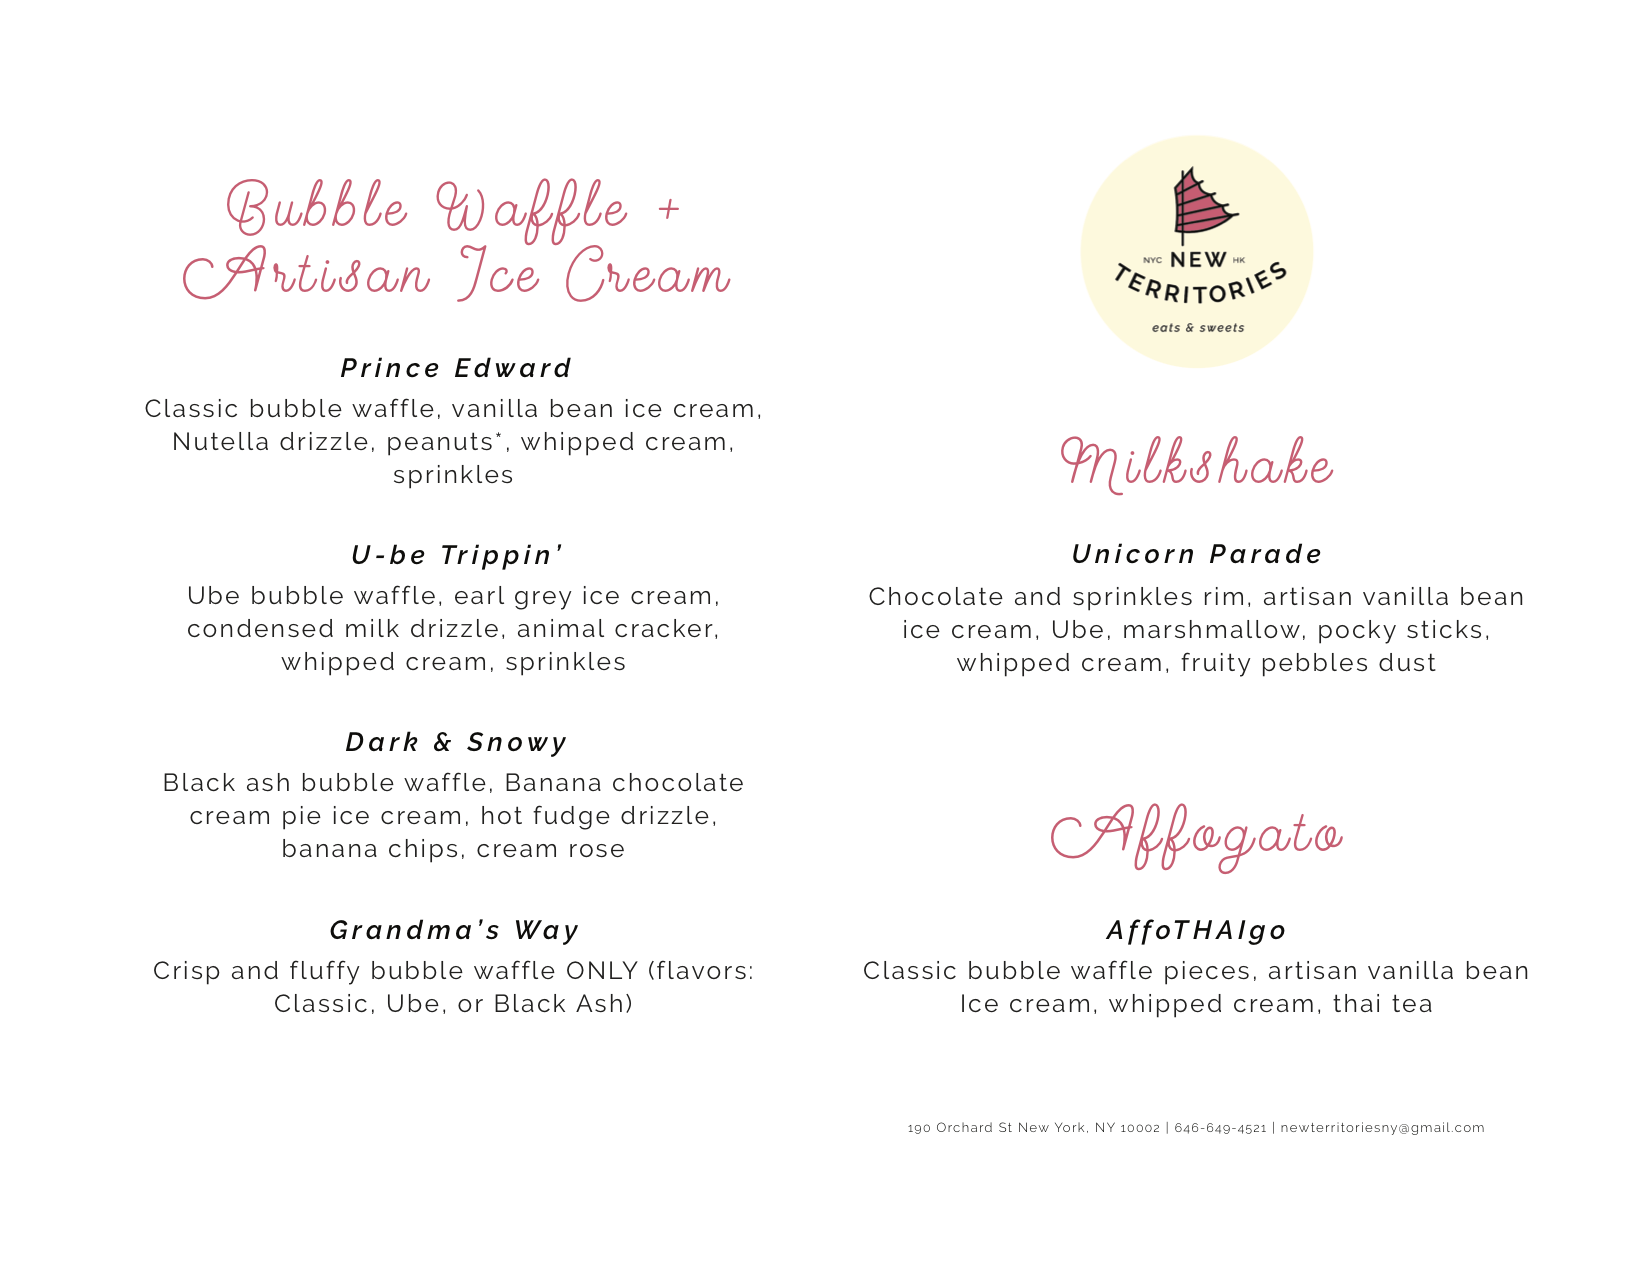 Bubble Waffle +
Artisan Ice Cream
Prince Edward
Classic bubble waffle, vanilla bean ice cream,
Nutella drizzle, peanuts*, whipped cream,
sprinkles
U-be Trippin’
Ube bubble waffle, earl grey ice cream,
condensed milk drizzle, animal cracker,
whipped cream, sprinkles
Dark & Snowy
Black ash bubble waffle, Banana chocolate
cream pie ice cream, hot fudge drizzle,
banana chips, cream rose
Grandma’s Way
Crisp and fluffy bubble waffle ONLY (flavors:
Classic, Ube, or Black Ash)
NYC NEW HK
TERRITORIES
eats & sweets
Milkshake
Unicorn Parade
Chocolate and sprinkles rim, artisan vanilla bean
ice cream, Ube, marshmallow, pocky sticks,
whipped cream, fruity pebbles dust
Affogato
AffoTHAIgo
Classic bubble waffle pieces, artisan vanilla bean
Ice cream, whipped cream, thai tea
190 Orchard St New York, NY 10002 | 646-649-4521 | newterritoriesny@gmail.com